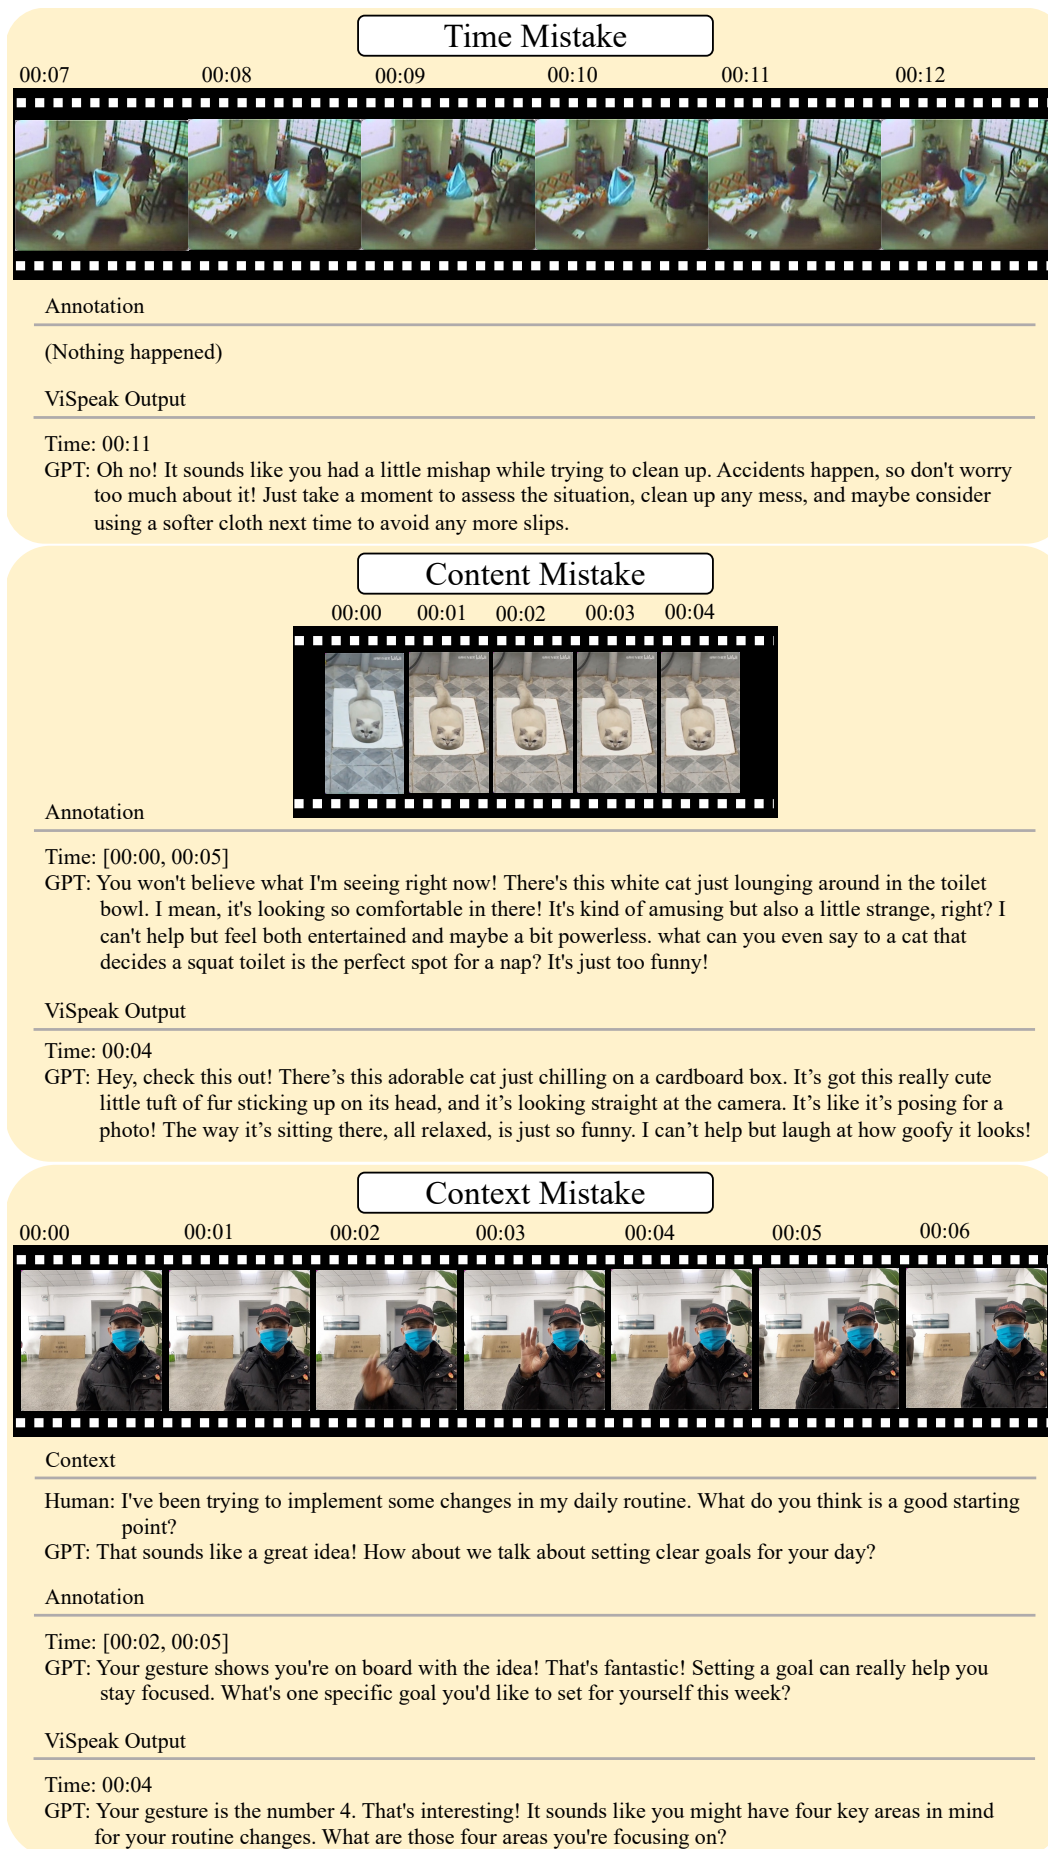 Time Mistake
00:07 00:08 00:09 00:10 00:11 00:12
Annotation
(Nothing happened)
ViSpeak Output
Time: 00:11
GPT: Oh no! It sounds like you had a little mishap while trying to clean up. Accidents happen, so don't worry
too much about it! Just take a moment to assess the situation, clean up any mess, and maybe consider
using a softer cloth next time to avoid any more slips.
Content Mistake
00:00 00:01 00:02 00:03 00:04
Annotation
Time: [00:00, 00:05]
GPT: You won't believe what I'm seeing right now! There's this white cat just lounging around in the toilet
bowl. I mean, it's looking so comfortable in there! It's kind of amusing but also a little strange, right? I
can't help but feel both entertained and maybe a bit powerless. what can you even say to a cat that
decides a squat toilet is the perfect spot for a nap? It's just too funny!
ViSpeak Output
Time: 00:04
GPT: Hey, check this out! There’s this adorable cat just chilling on a cardboard box. It’s got this really cute
little tuft of fur sticking up on its head, and it’s looking straight at the camera. It’s like it’s posing for a
photo! The way it’s sitting there, all relaxed, is just so funny. I can’t help but laugh at how goofy it looks!
Context Mistake
00:00 00:01 00:02 00:03 00:04 00:05 00:06
Context
Human: I've been trying to implement some changes in my daily routine. What do you think is a good starting
point?
GPT: That sounds like a great idea! How about we talk about setting clear goals for your day?
Annotation
Time: [00:02, 00:05]
GPT: Your gesture shows you're on board with the idea! That's fantastic! Setting a goal can really help you
stay focused. What's one specific goal you'd like to set for yourself this week?
ViSpeak Output
Time: 00:04
GPT: Your gesture is the number 4. That's interesting! It sounds like you might have four key areas in mind
for your routine changes. What are those four areas you're focusing on?